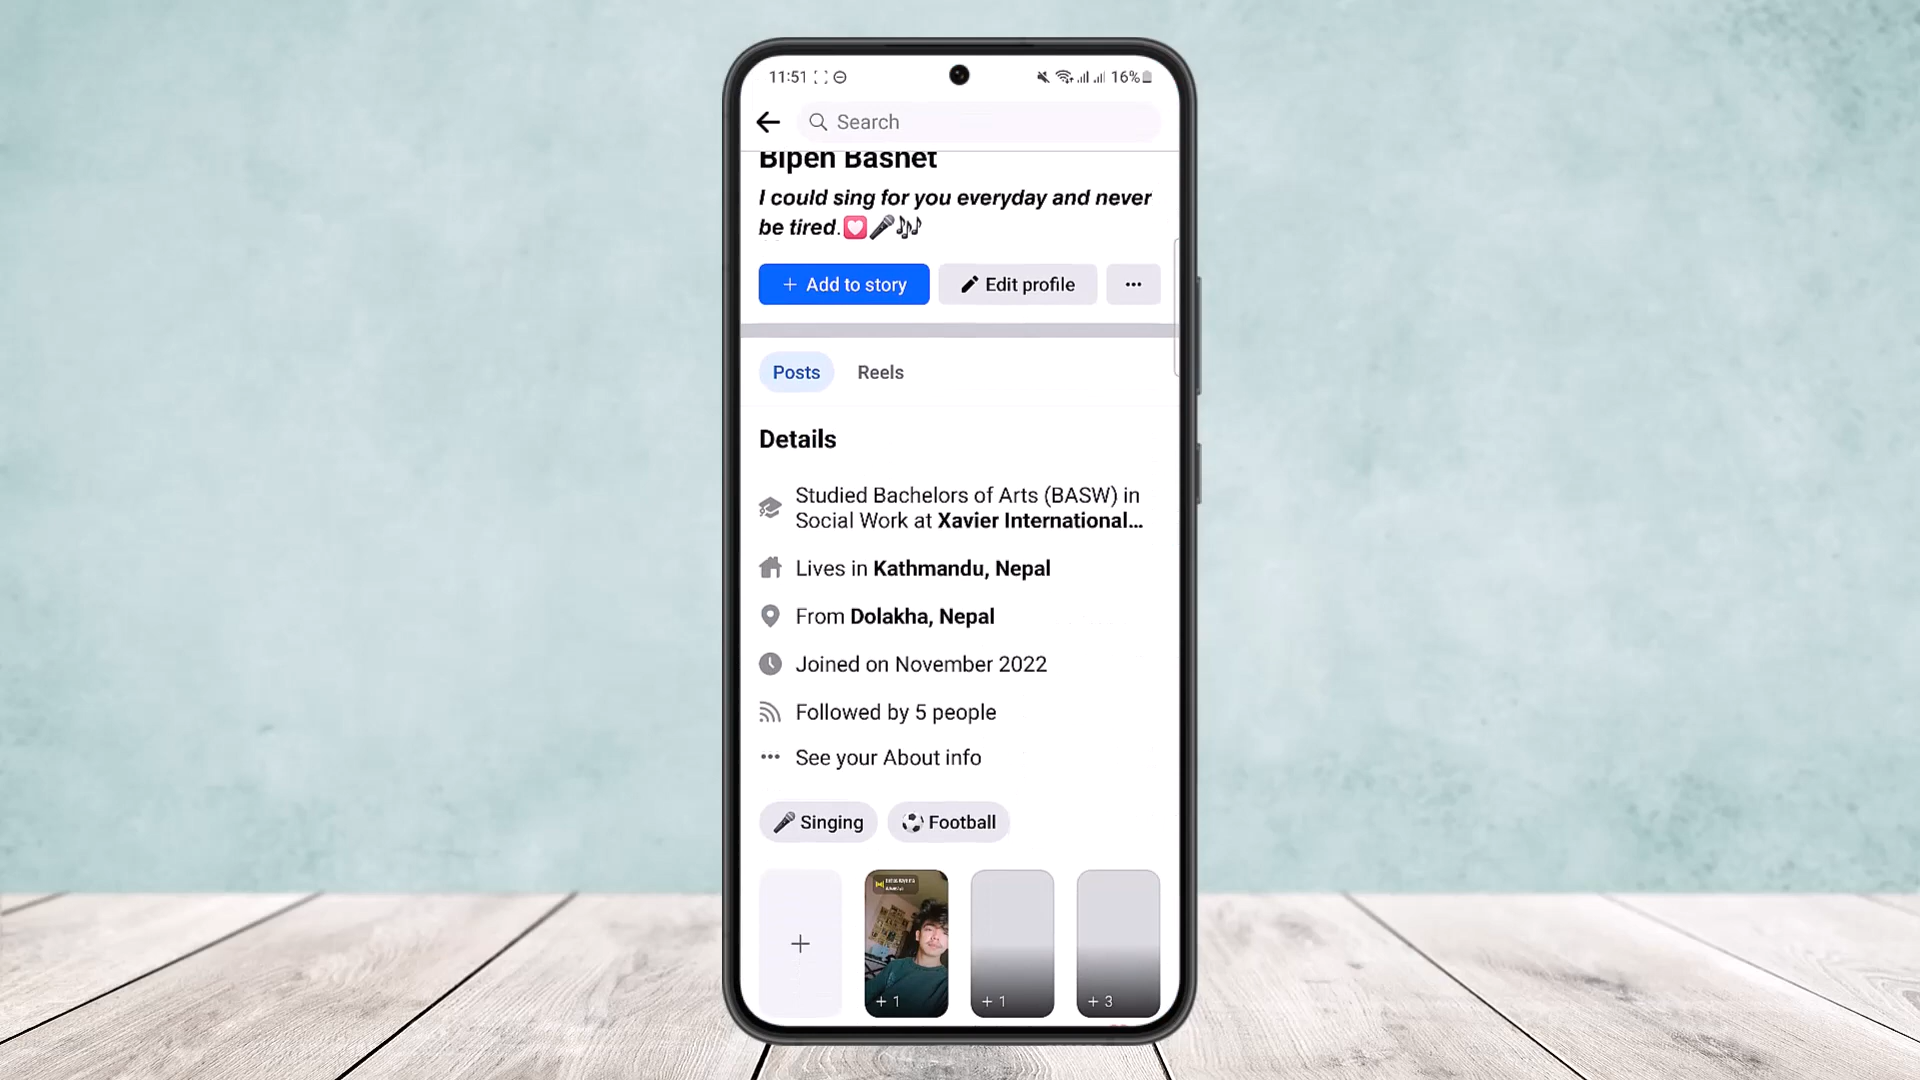 11:51
16%
Search
Bipen Basnet
I could sing for you everyday and never
be tired.
+ Add to story
Edit profile
Posts
Reels
Details
Studied Bachelors of Arts (BASW) in
Social Work at Xavier International...
Lives in Kathmandu, Nepal
From Dolakha, Nepal
Joined on November 2022
Followed by 5 people
See your About info
Singing
Football
+ 1
+ 1
+ 3